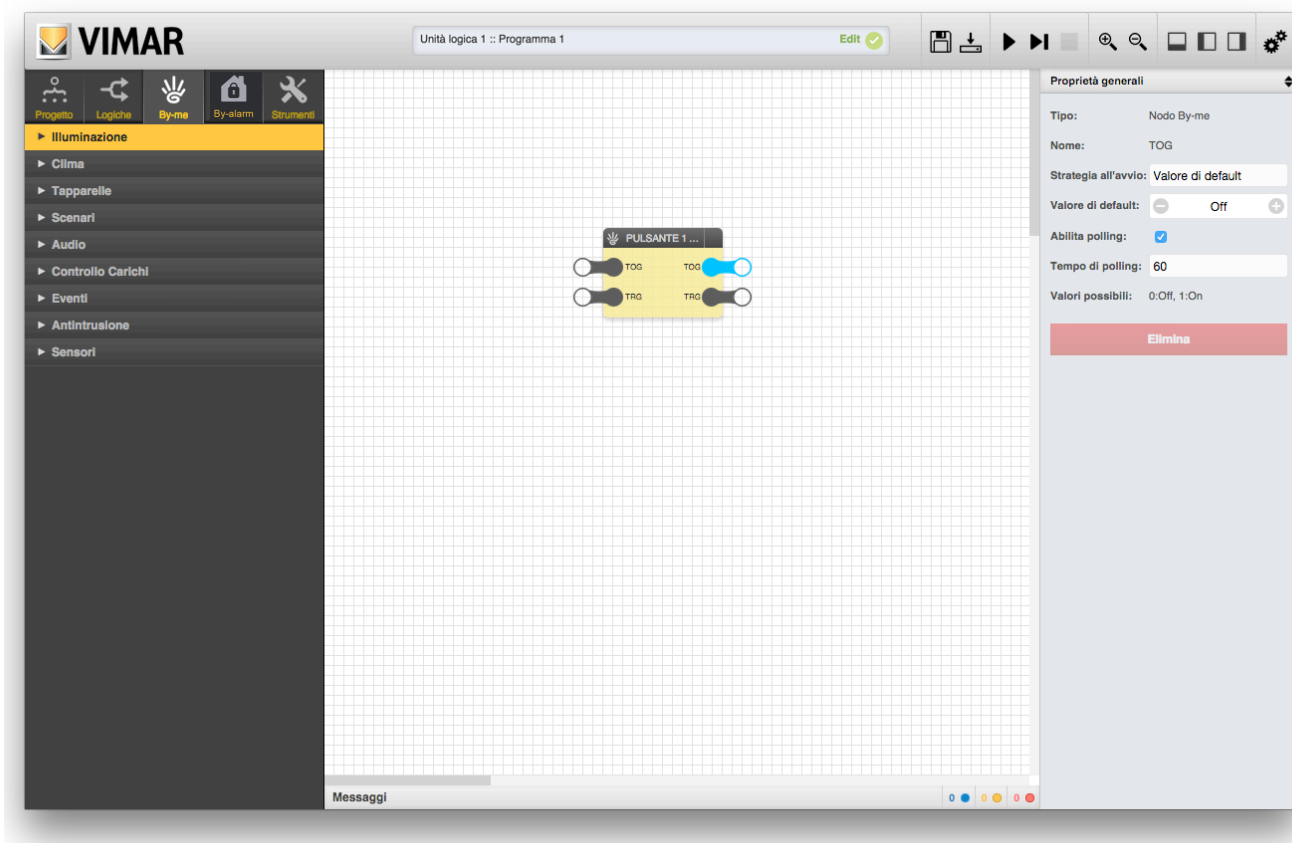 VIMAR
Unità logica 1 :: Programma 1 Edit
Progetto Logiche By-me By-alarm Strumenti
Illuminazione
Clima
Tapparelle
Scenari
Audio
Controllo Carichi
Eventi
Antintrusione
Sensori
PULSANTE 1 ...
TOG TOG
TRG TRG
Messaggi
0 0 0
Proprietà generali
Tipo: Nodo By-me
Nome: TOG
Strategia all'avvio: Valore di default
Valore di default: Off
Abilita polling:
Tempo di polling: 60
Valori possibili: 0:Off, 1:On
Elimina